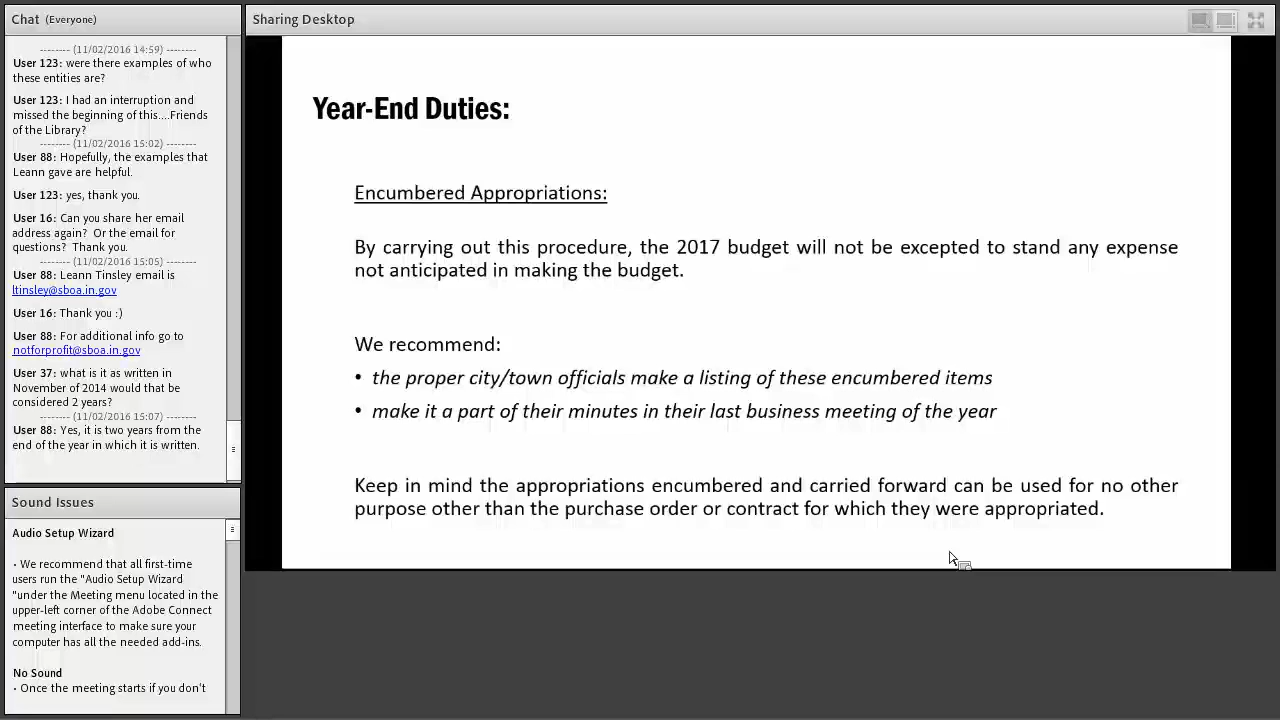 Chat (Everyone)
-------- (11/02/2016 14:59) --------
User 123: were there examples of who
these entities are?
User 123: I had an interruption and
missed the beginning of this....Friends
of the Library?
-------- (11/02/2016 15:02) --------
User 88: Hopefully, the examples that
Leann gave are helpful.
User 123: yes, thank you.
User 16: Can you share her email
address again?  Or the email for
questions?  Thank you.
-------- (11/02/2016 15:05) --------
User 88: Leann Tinsley email is
ltinsley@sboa.in.gov
User 16: Thank you :)
User 88: For additional info go to
notforprofit@sboa.in.gov
User 37: what is it as written in
November of 2014 would that be
considered 2 years?
-------- (11/02/2016 15:07) --------
User 88: Yes, it is two years from the
end of the year in which it is written.
Sound Issues
Audio Setup Wizard
• We recommend that all first-time
users run the "Audio Setup Wizard
"under the Meeting menu located in the
upper-left corner of the Adobe Connect
meeting interface to make sure your
computer has all the needed add-ins.
No Sound
• Once the meeting starts if you don't
Sharing Desktop
Year-End Duties:
Encumbered Appropriations:
By carrying out this procedure, the 2017 budget will not be excepted to stand any expense
not anticipated in making the budget.
We recommend:
• the proper city/town officials make a listing of these encumbered items
• make it a part of their minutes in their last business meeting of the year
Keep in mind the appropriations encumbered and carried forward can be used for no other
purpose other than the purchase order or contract for which they were appropriated.